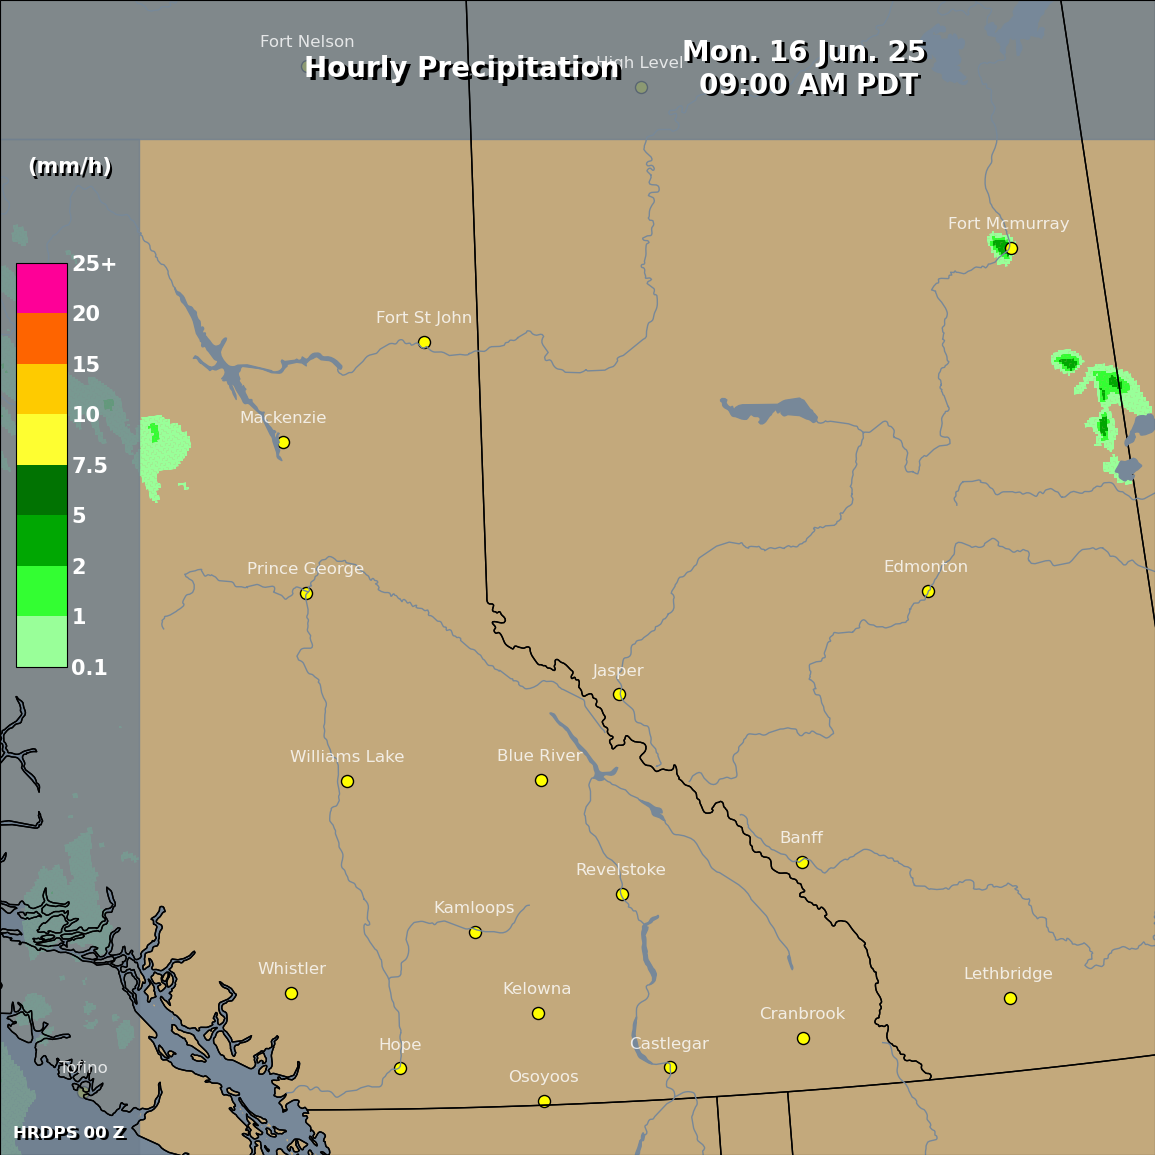 Fort Nelson
Hourly Precipitation
High Level
Mon. 16 Jun. 25
09:00 AM PDT
(mm/h)
25+
20
15
10
7.5
5
2
1
0.1
Fort Mcmurray
Fort St John
Mackenzie
Prince George
Edmonton
Jasper
Williams Lake
Blue River
Banff
Revelstoke
Kamloops
Whistler
Lethbridge
Kelowna
Cranbrook
Hope
Castlegar
Tofino
Osoyoos
HRDPS 00 Z